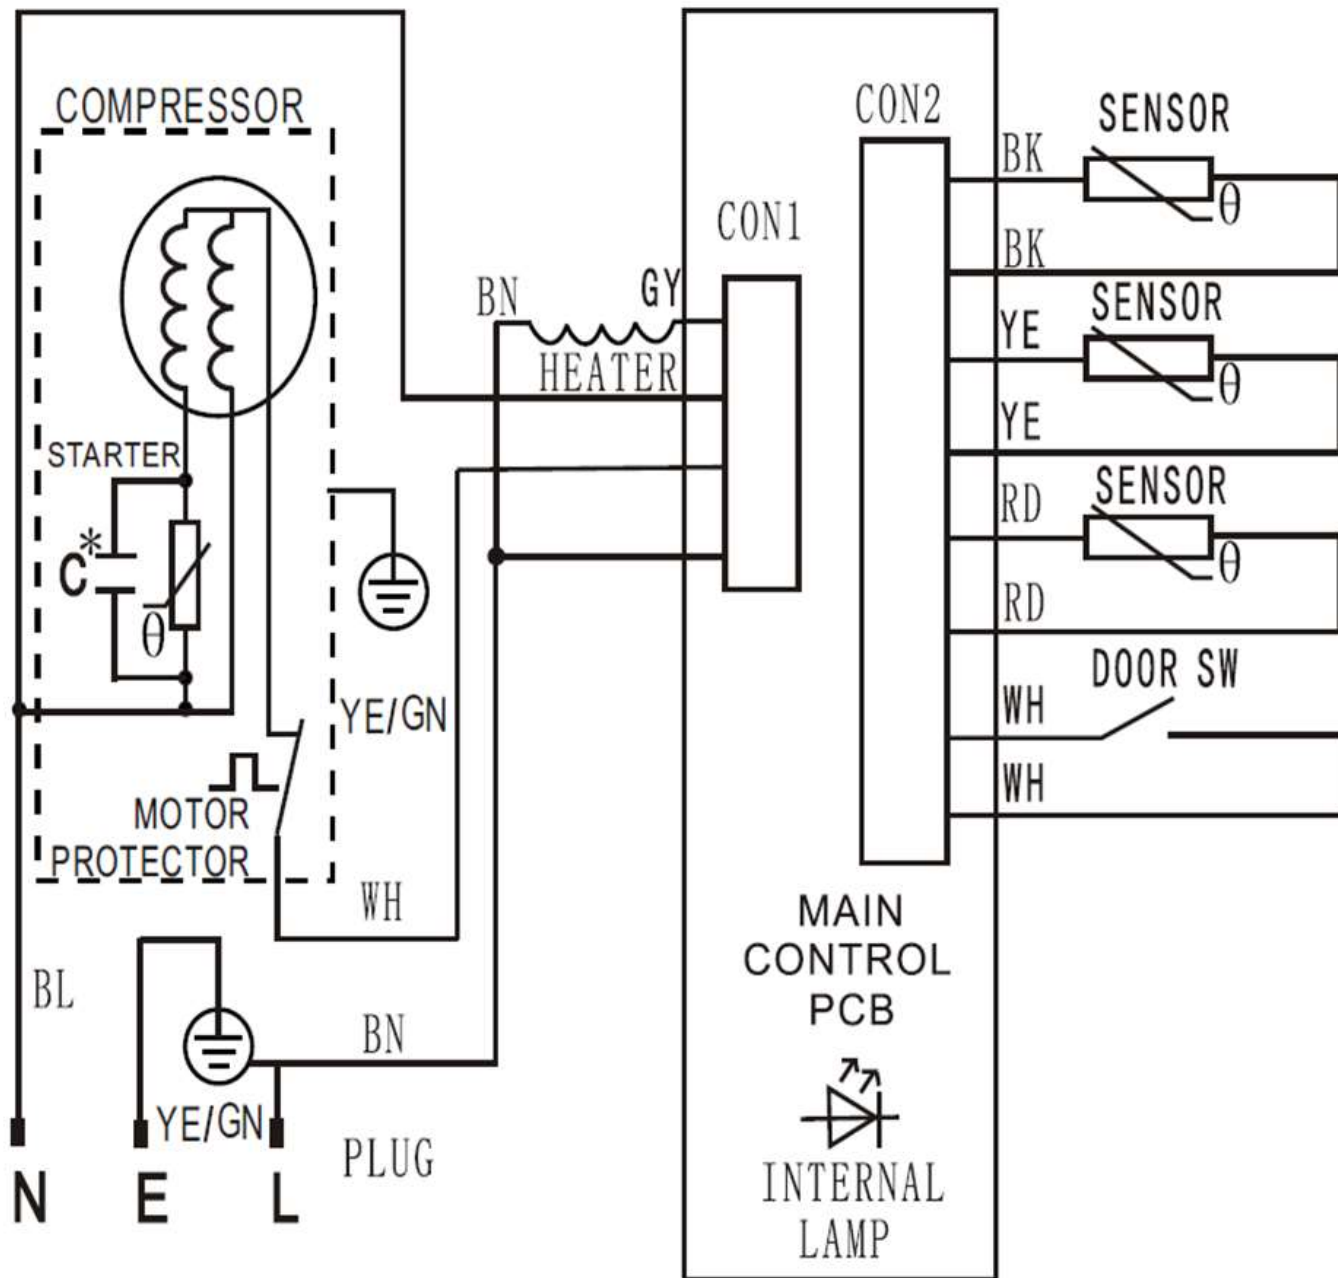 COMPRESSOR
STARTER
C*
θ
MOTOR
PROTECTOR
YE/GN
WH
BL
BN
YE/GN
N
E
L
PLUG
BN
GY
HEATER
CON1
CON2
BK
SENSOR
θ
BK
YE
SENSOR
θ
YE
RD
SENSOR
θ
RD
WH
DOOR SW
WH
MAIN
CONTROL
PCB
INTERNAL
LAMP